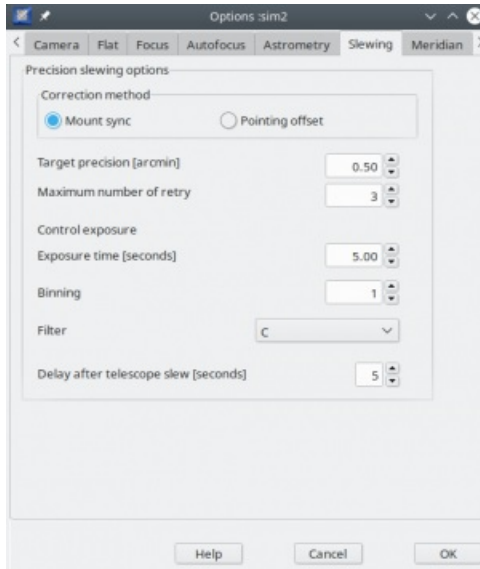 Options :sim2
Camera Flat Focus Autofocus Astrometry Slewing Meridian
Precision slewing options
Correction method
Mount sync Pointing offset
Target precision [arcmin] 0.50
Maximum number of retry 3
Control exposure
Exposure time [seconds] 5.00
Binning 1
Filter C
Delay after telescope slew [seconds] 5
Help Cancel OK